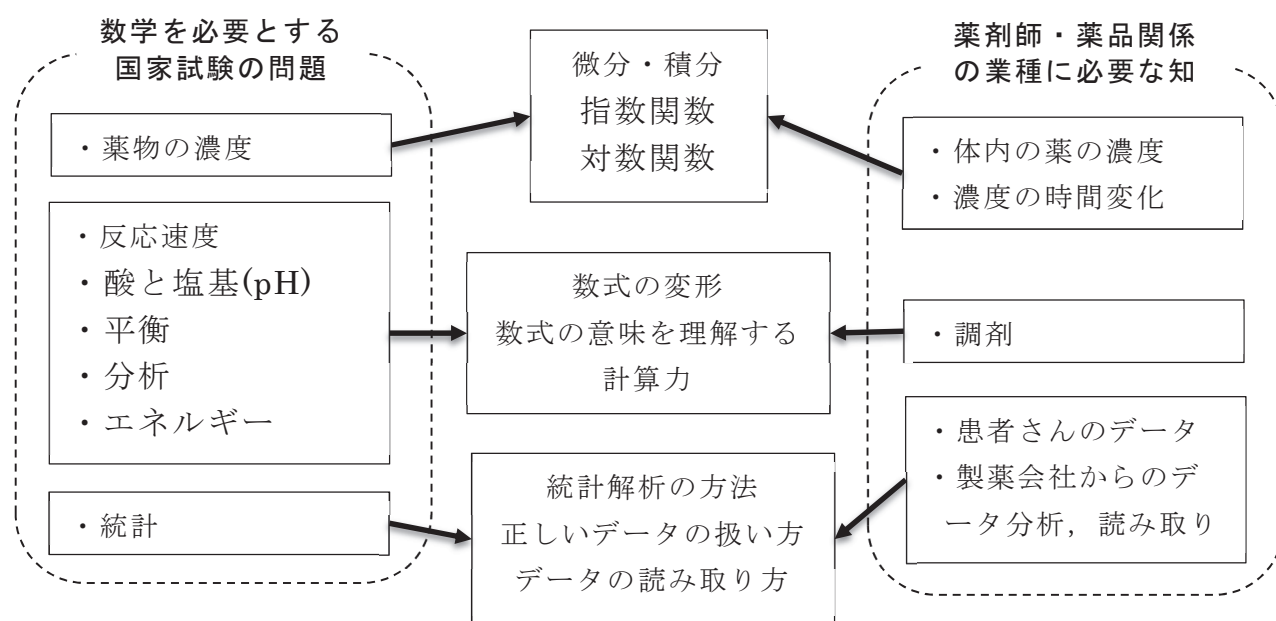 数学を必要とする
国家試験の問題
・薬物の濃度
・反応速度
・酸と塩基(pH)
・平衡
・分析
・エネルギー
・統計
微分・積分
指数関数
対数関数
数式の変形
数式の意味を理解する
計算力
統計解析の方法
正しいデータの扱い方
データの読み取り方
薬剤師・薬品関係
の業種に必要な知
・体内の薬の濃度
・濃度の時間変化
・調剤
・患者さんのデータ
・製薬会社からのデ
ータ分析，読み取り